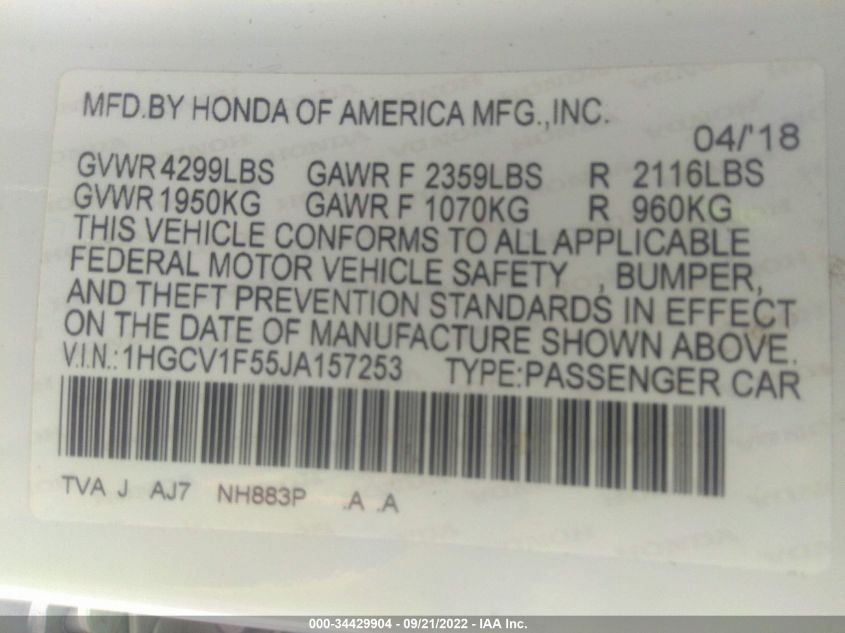 MFD.BY HONDA OF AMERICA MFG.,INC.
04/'18
GVWR 4299LBS GAWR F 2359LBS R 2116LBS
GVWR 1950KG GAWR F 1070KG R 960KG
THIS VEHICLE CONFORMS TO ALL APPLICABLE
FEDERAL MOTOR VEHICLE SAFETY , BUMPER,
AND THEFT PREVENTION STANDARDS IN EFFECT
ON THE DATE OF MANUFACTURE SHOWN ABOVE.
V.I.N.:1HGCV1F55JA157253 TYPE:PASSENGER CAR
TVA J AJ7 NH883P .A .A
000-34429904 - 09/21/2022 - IAA Inc.